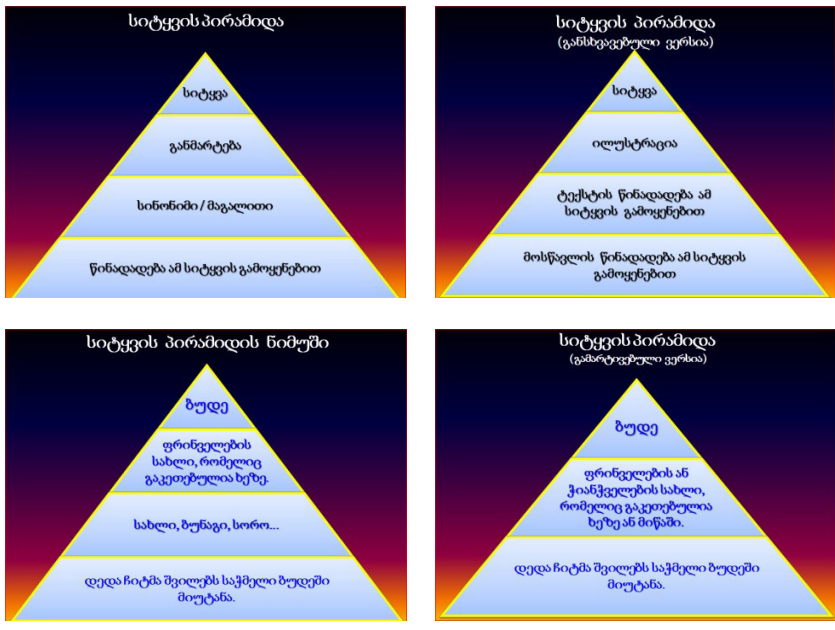 სიტყვის პირამიდა
სიტყვა
განმარტება
სინონიმი / მაგალითი
წინადადება ამ სიტყვის გამოყენებით
სიტყვის პირამიდა
(განსხვავებული ვერსია)
სიტყვა
ილუსტრაცია
ტექსტის წინადადება ამ
სიტყვის გამოყენებით
მოსწავლის წინადადება ამ სიტყვის
გამოყენებით
სიტყვის პირამიდის ნიმუში
ბუდე
ფრინველების
სახლი, რომელიც
გაკეთებულია ხეზე.
სახლი, ბუნაგი, სორო...
დედა ჩიტმა შვილებს საჭმელი ბუდეში
მიუტანა.
სიტყვის პირამიდა
(გამარტივებული ვერსია)
ბუდე
ფრინველების ან
ჭიანჭველების სახლი,
რომელიც გაკეთებულია
ხეზე ან მიწაში.
დედა ჩიტმა შვილებს საჭმელი ბუდეში
მიუტანა.